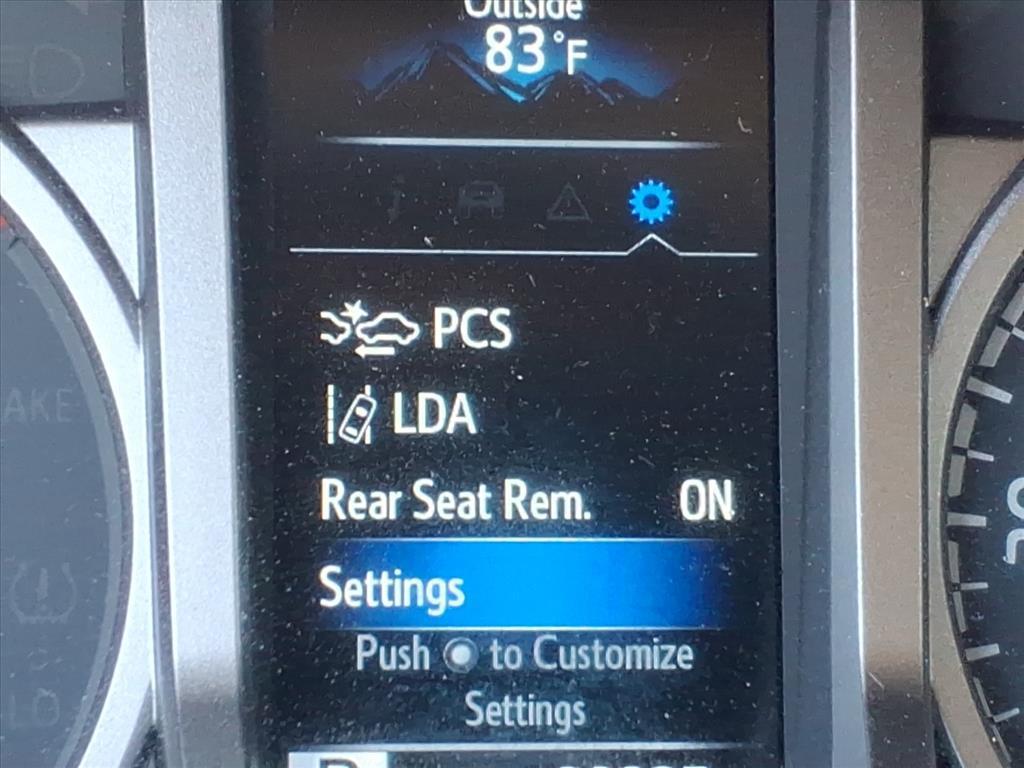 Outside
83°F
PCS
LDA
Rear Seat Rem. ON
Settings
Push to Customize
Settings